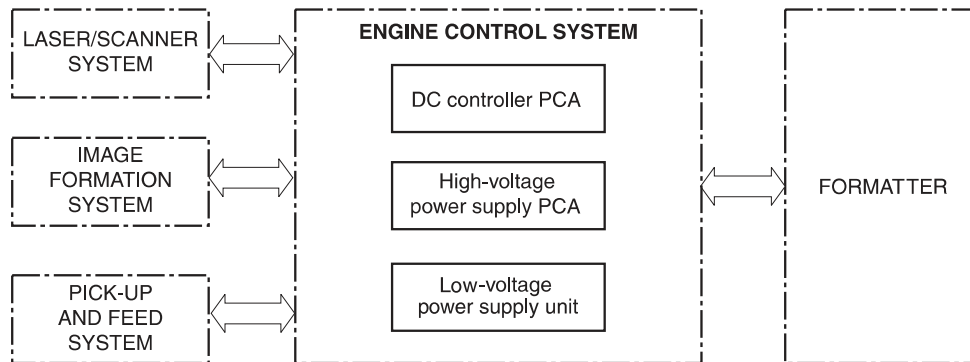 LASER/SCANNER
SYSTEM
IMAGE
FORMATION
SYSTEM
PICK-UP
AND FEED
SYSTEM
ENGINE CONTROL SYSTEM
DC controller PCA
High-voltage
power supply PCA
Low-voltage
power supply unit
FORMATTER